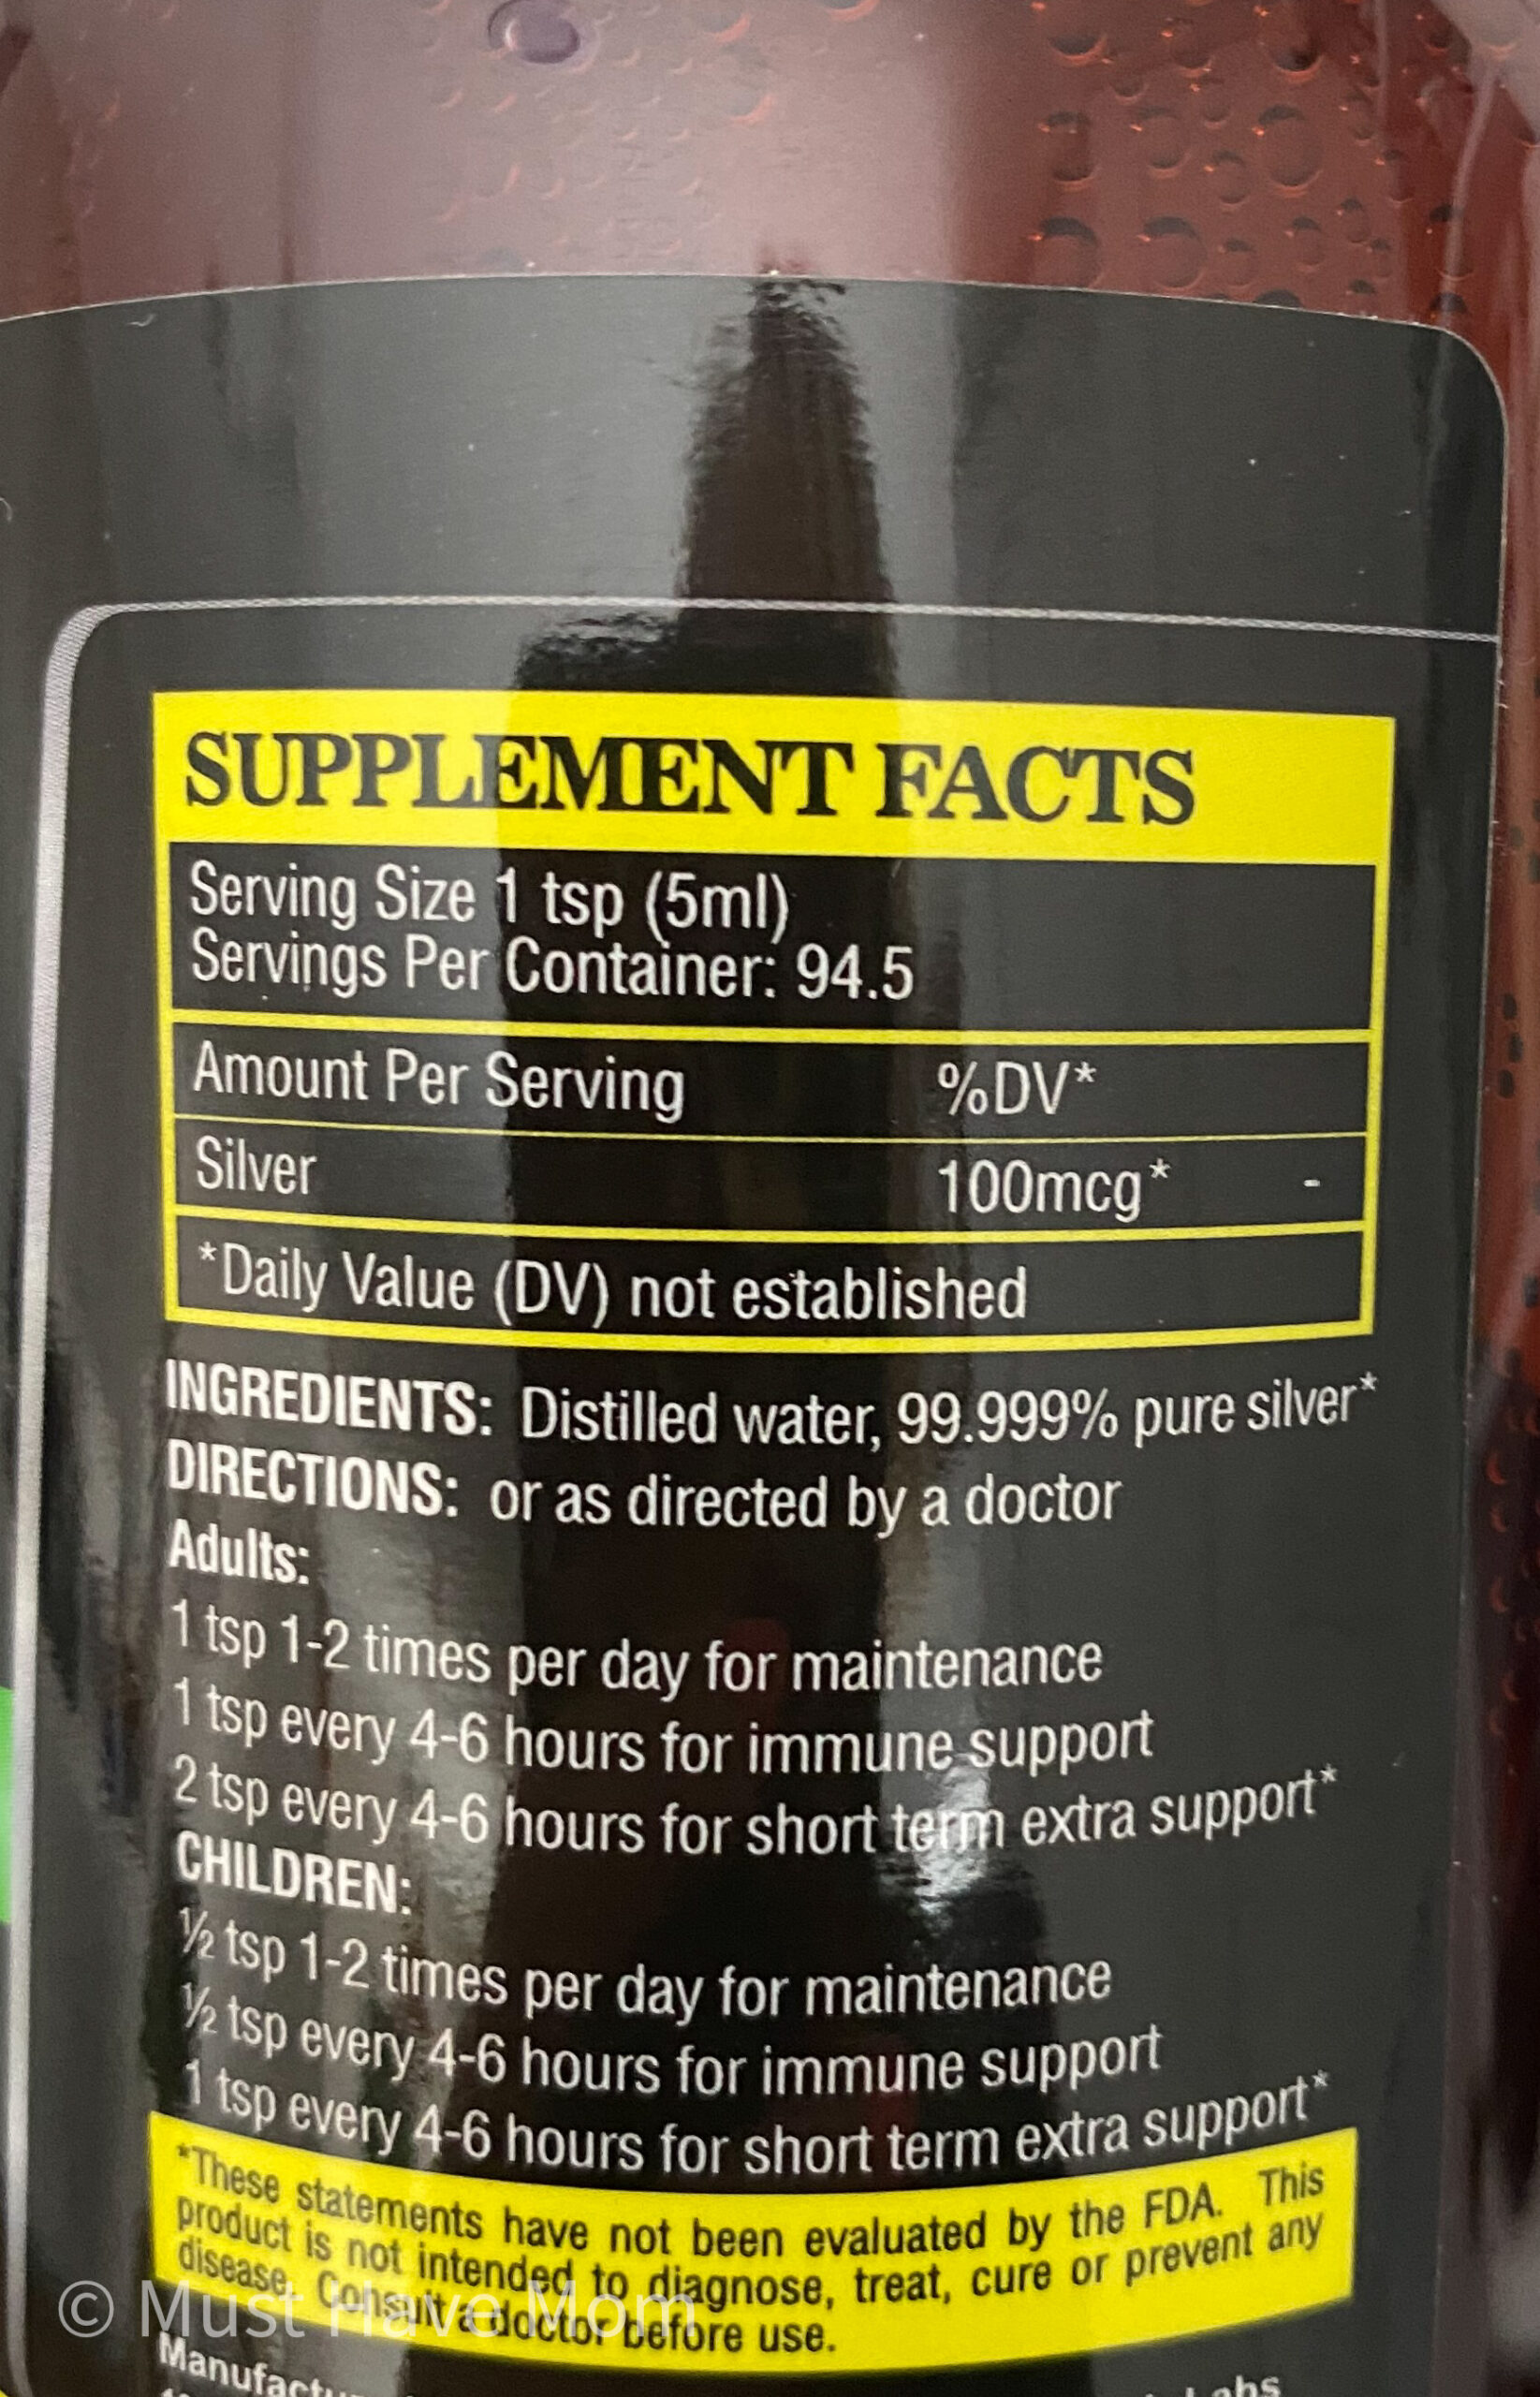 SUPPLEMENT FACTS
Serving Size 1 tsp (5ml)
Servings Per Container: 94.5
Amount Per Serving %DV*
Silver 100mcg* -
*Daily Value (DV) not established
INGREDIENTS: Distilled water, 99.999% pure silver*
DIRECTIONS: or as directed by a doctor
Adults:
1 tsp 1-2 times per day for maintenance
1 tsp every 4-6 hours for immune support
2 tsp every 4-6 hours for short term extra support*
CHILDREN:
½ tsp 1-2 times per day for maintenance
½ tsp every 4-6 hours for immune support
1 tsp every 4-6 hours for short term extra support*
*These statements have not been evaluated by the FDA. This
product is not intended to diagnose, treat, cure or prevent any
disease. Consult a doctor before use.
© Must Have Mom